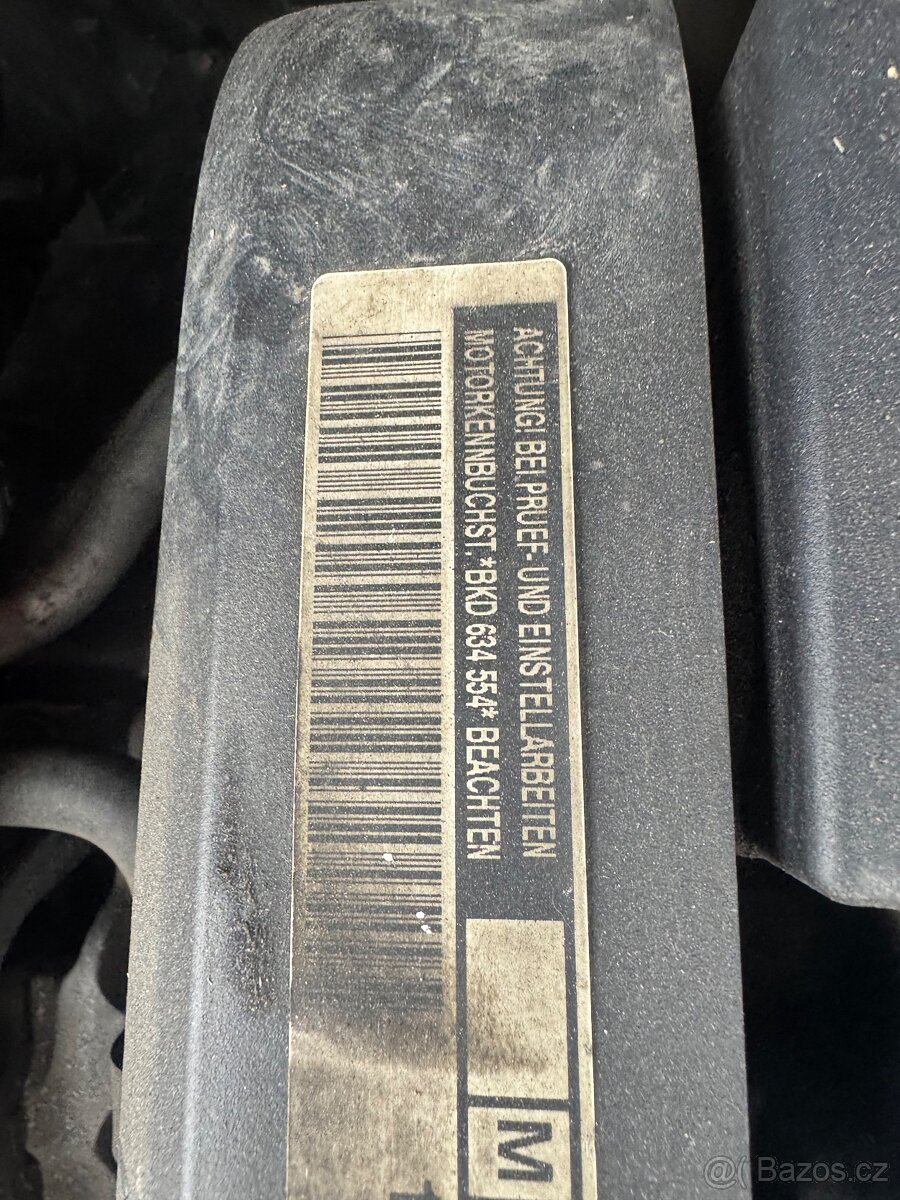 ACHTUNG! BEI PRUEF- UND EINSTELLARBEITEN
MOTORKENNBUCHST. *BKD 634 554* BEACHTEN
M
@( Bazos.cz